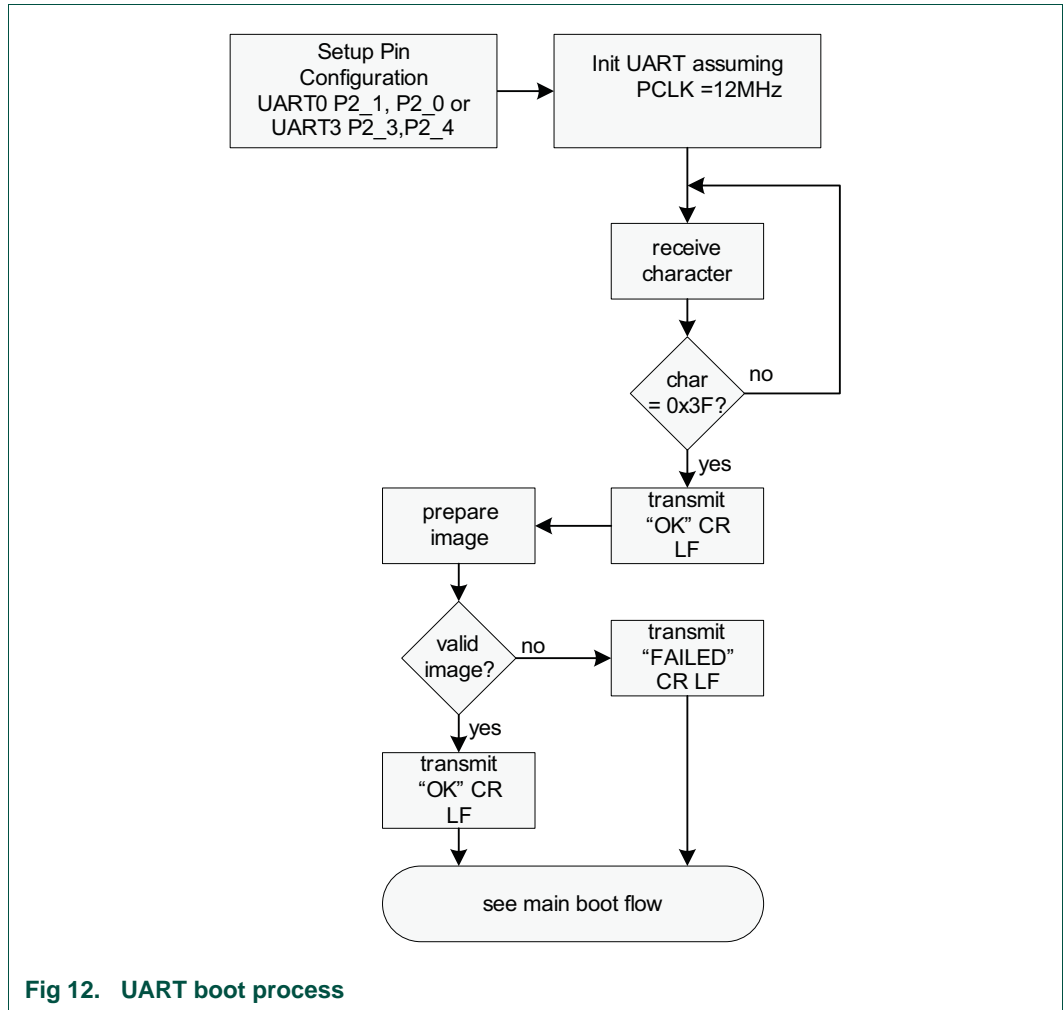 Setup Pin
Configuration
UART0 P2_1, P2_0 or
UART3 P2_3,P2_4
Init UART assuming
PCLK =12MHz
receive
character
char
= 0x3F?
no
yes
transmit
“OK” CR
LF
prepare
image
valid
image?
no
transmit
“FAILED”
CR LF
yes
transmit
“OK” CR
LF
see main boot flow
Fig 12. UART boot process